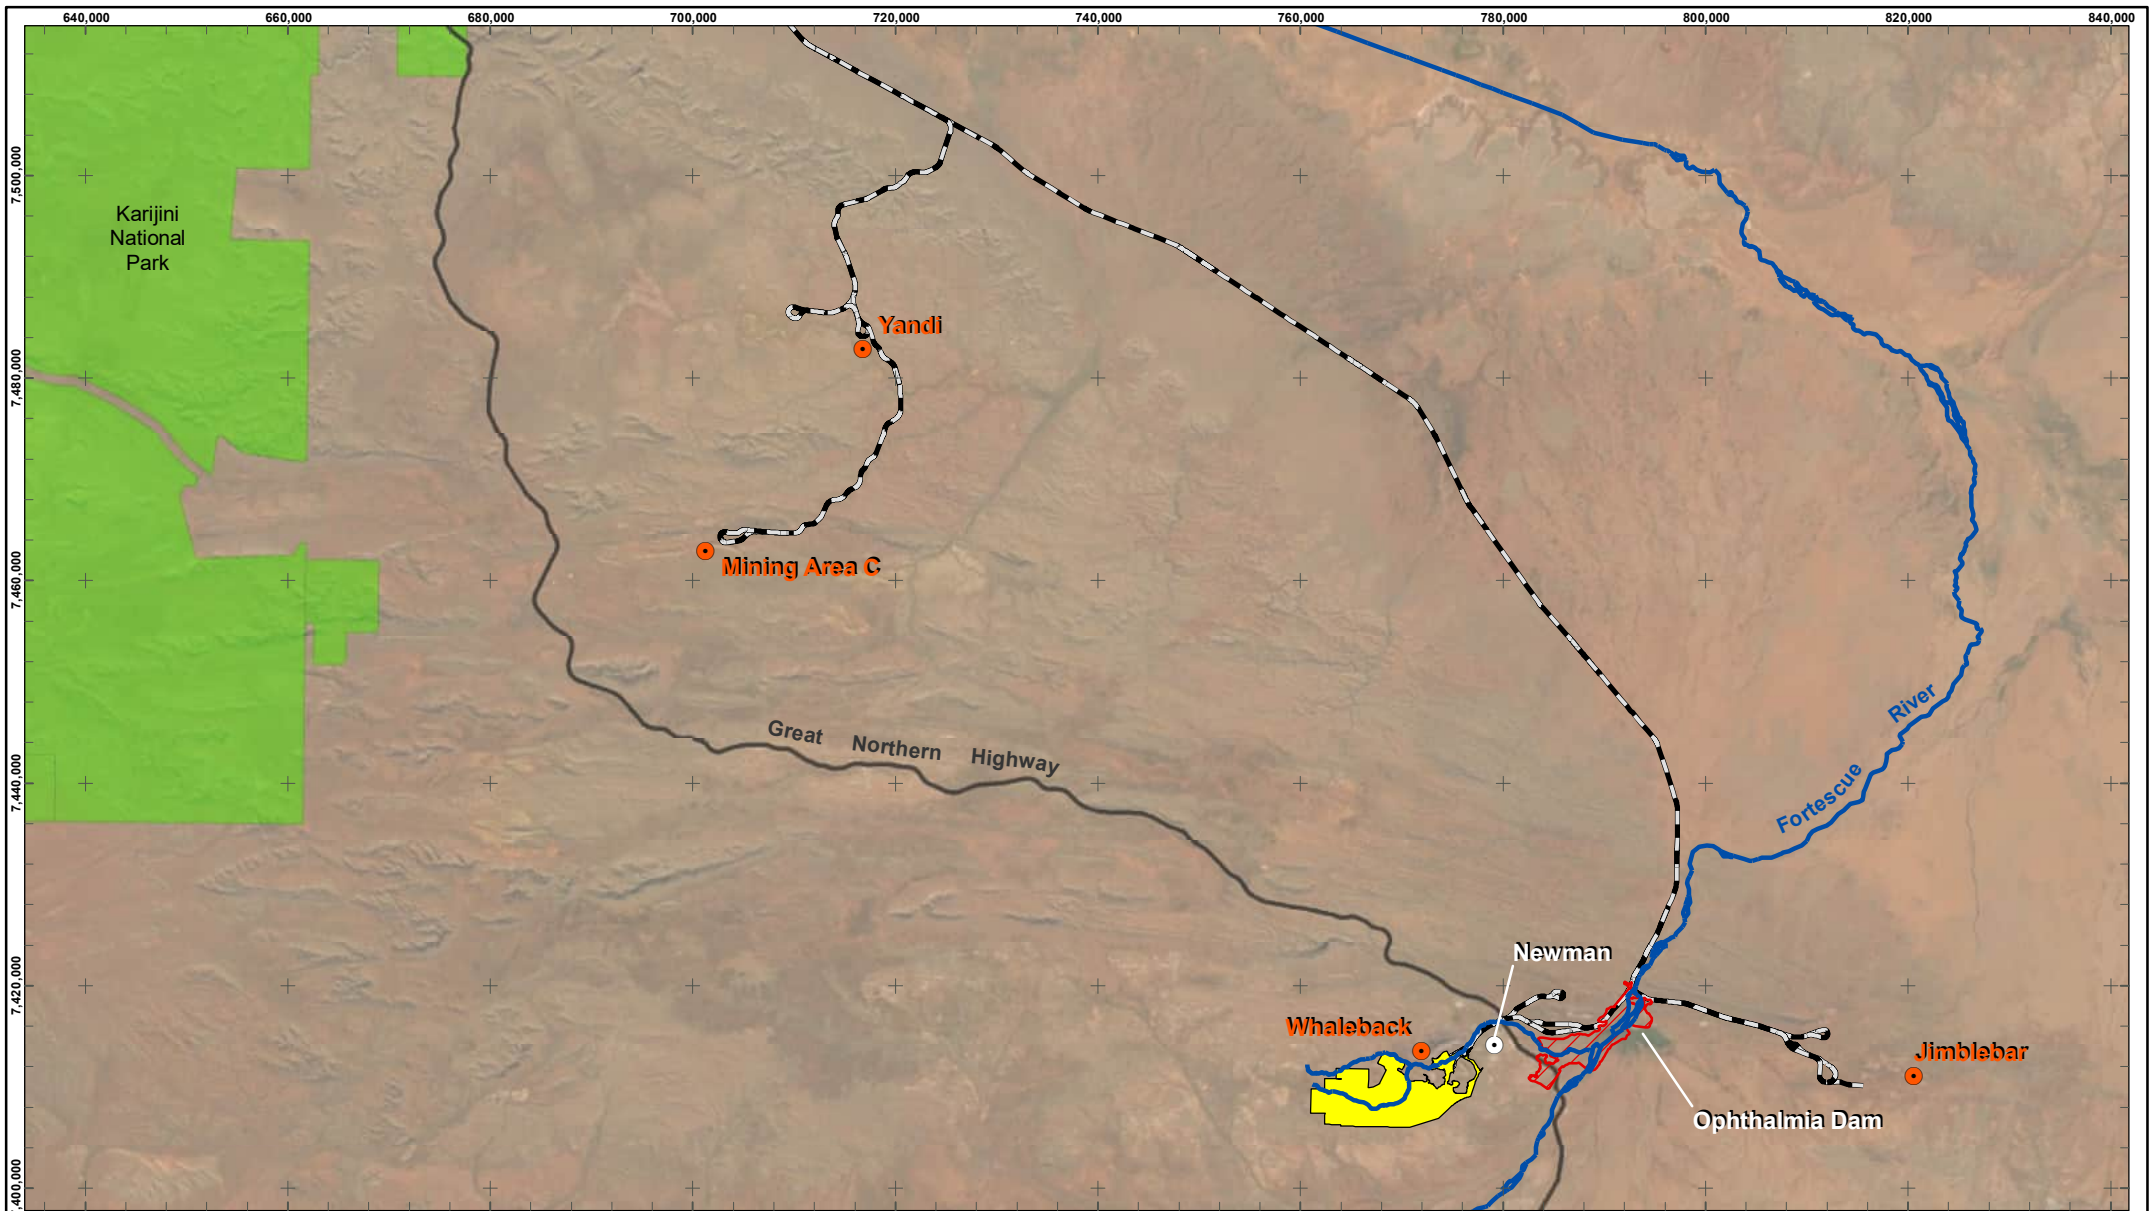 640,000
660,000
680,000
700,000
720,000
740,000
760,000
780,000
800,000
820,000
840,000
7,500,000
7,480,000
7,460,000
7,440,000
7,420,000
,400,000
Karijini
National
Park
Yandi
Mining Area C
Great Northern Highway
Fortescue River
Newman
Whaleback
Jimblebar
Ophthalmia Dam